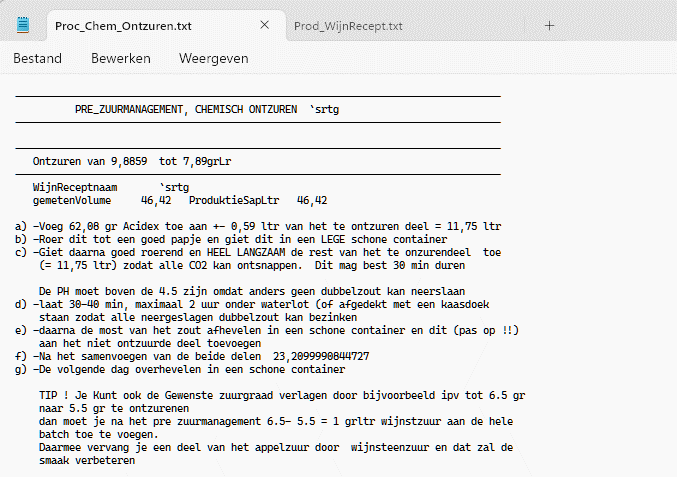 Proc_Chem_Ontzuren.txt
Prod_WijnRecept.txt
Bestand Bewerken Weergeven
PRE_ZUURMANAGEMENT, CHEMISCH ONTZUREN `srtg
Ontzuren van 9,8859 tot 7,89grLr
WijnReceptnaam `srtg
gemetenVolume 46,42 ProduktieSapLtr 46,42
a) -Voeg 62,08 gr Acidex toe aan +- 0,59 ltr van het te ontzuren deel = 11,75 ltr
b) -Roer dit tot een goed papje en giet dit in een LEGE schone container
c) -Giet daarna goed roerend en HEEL LANGZAAM de rest van het te onzurendeel toe
(= 11,75 ltr) zodat alle CO2 kan ontsnappen. Dit mag best 30 min duren
De PH moet boven de 4.5 zijn omdat anders geen dubbelzout kan neerslaan
d) -laat 30-40 min, maximaal 2 uur onder waterlot (of afgedekt met een kaasdoek
staan zodat alle neergeslagen dubbelzout kan bezinken
e) -daarna de most van het zout afhevelen in een schone container en dit (pas op !!)
aan het niet ontzuurde deel toevoegen
f) -Na het samenvoegen van de beide delen 23,2099990844727
g) -De volgende dag overhevelen in een schone container
TIP ! Je Kunt ook de Gewenste zuurgraad verlagen door bijvoorbeeld ipv tot 6.5 gr
naar 5.5 gr te ontzurenen
dan moet je na het pre zuurmanagement 6.5- 5.5 = 1 grltr wijnstzuur aan de hele
batch toe te voegen.
Daarmee vervang je een deel van het appelzuur door wijnsteenzuur en dat zal de
smaak verbeteren